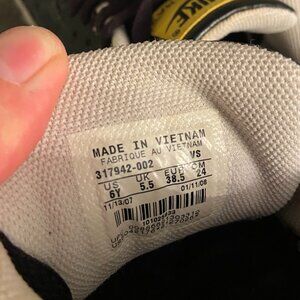 NIKE
MADE IN VIETNAM
FABRIQUE AU VIETNAM
317942-002 VS
US UK EUR CM
6Y 5.5 38.5 24
11/13/07 01/11/08